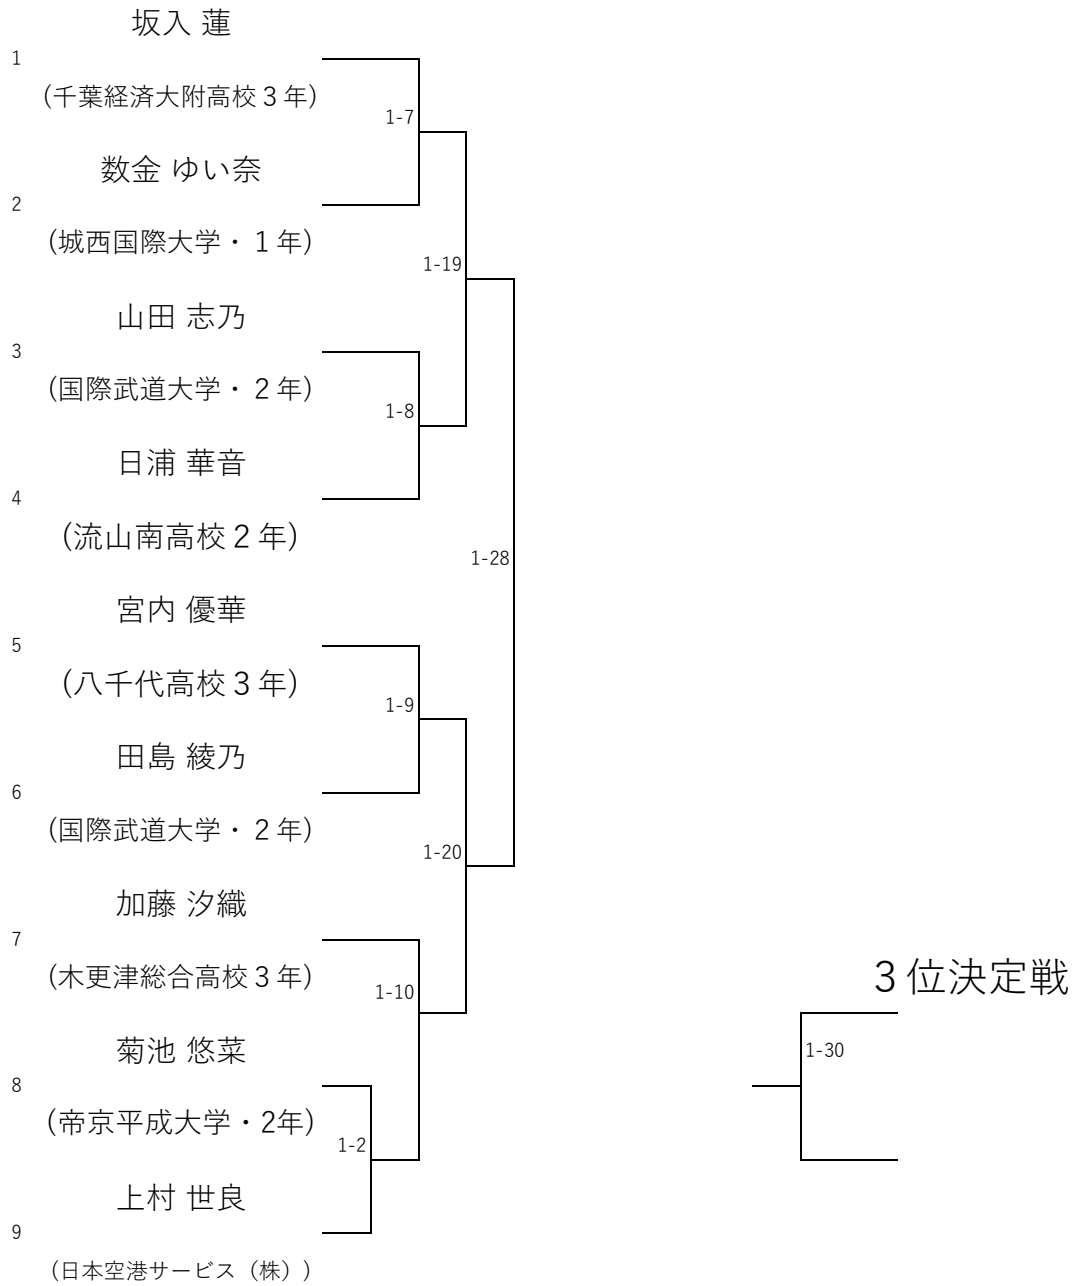 坂入 蓮
1
(千葉経済大附高校３年)
1-7
数金 ゆい奈
2
(城西国際大学・１年)
1-19
山田 志乃
3
(国際武道大学・２年)
1-8
日浦 華音
4
(流山南高校２年)
1-28
宮内 優華
5
(八千代高校３年)
1-9
田島 綾乃
6
(国際武道大学・２年)
1-20
加藤 汐織
7
(木更津総合高校３年)
1-10
３位決定戦
菊池 悠菜
1-30
8
(帝京平成大学・2年)
1-2
上村 世良
9
(日本空港サービス（株）)